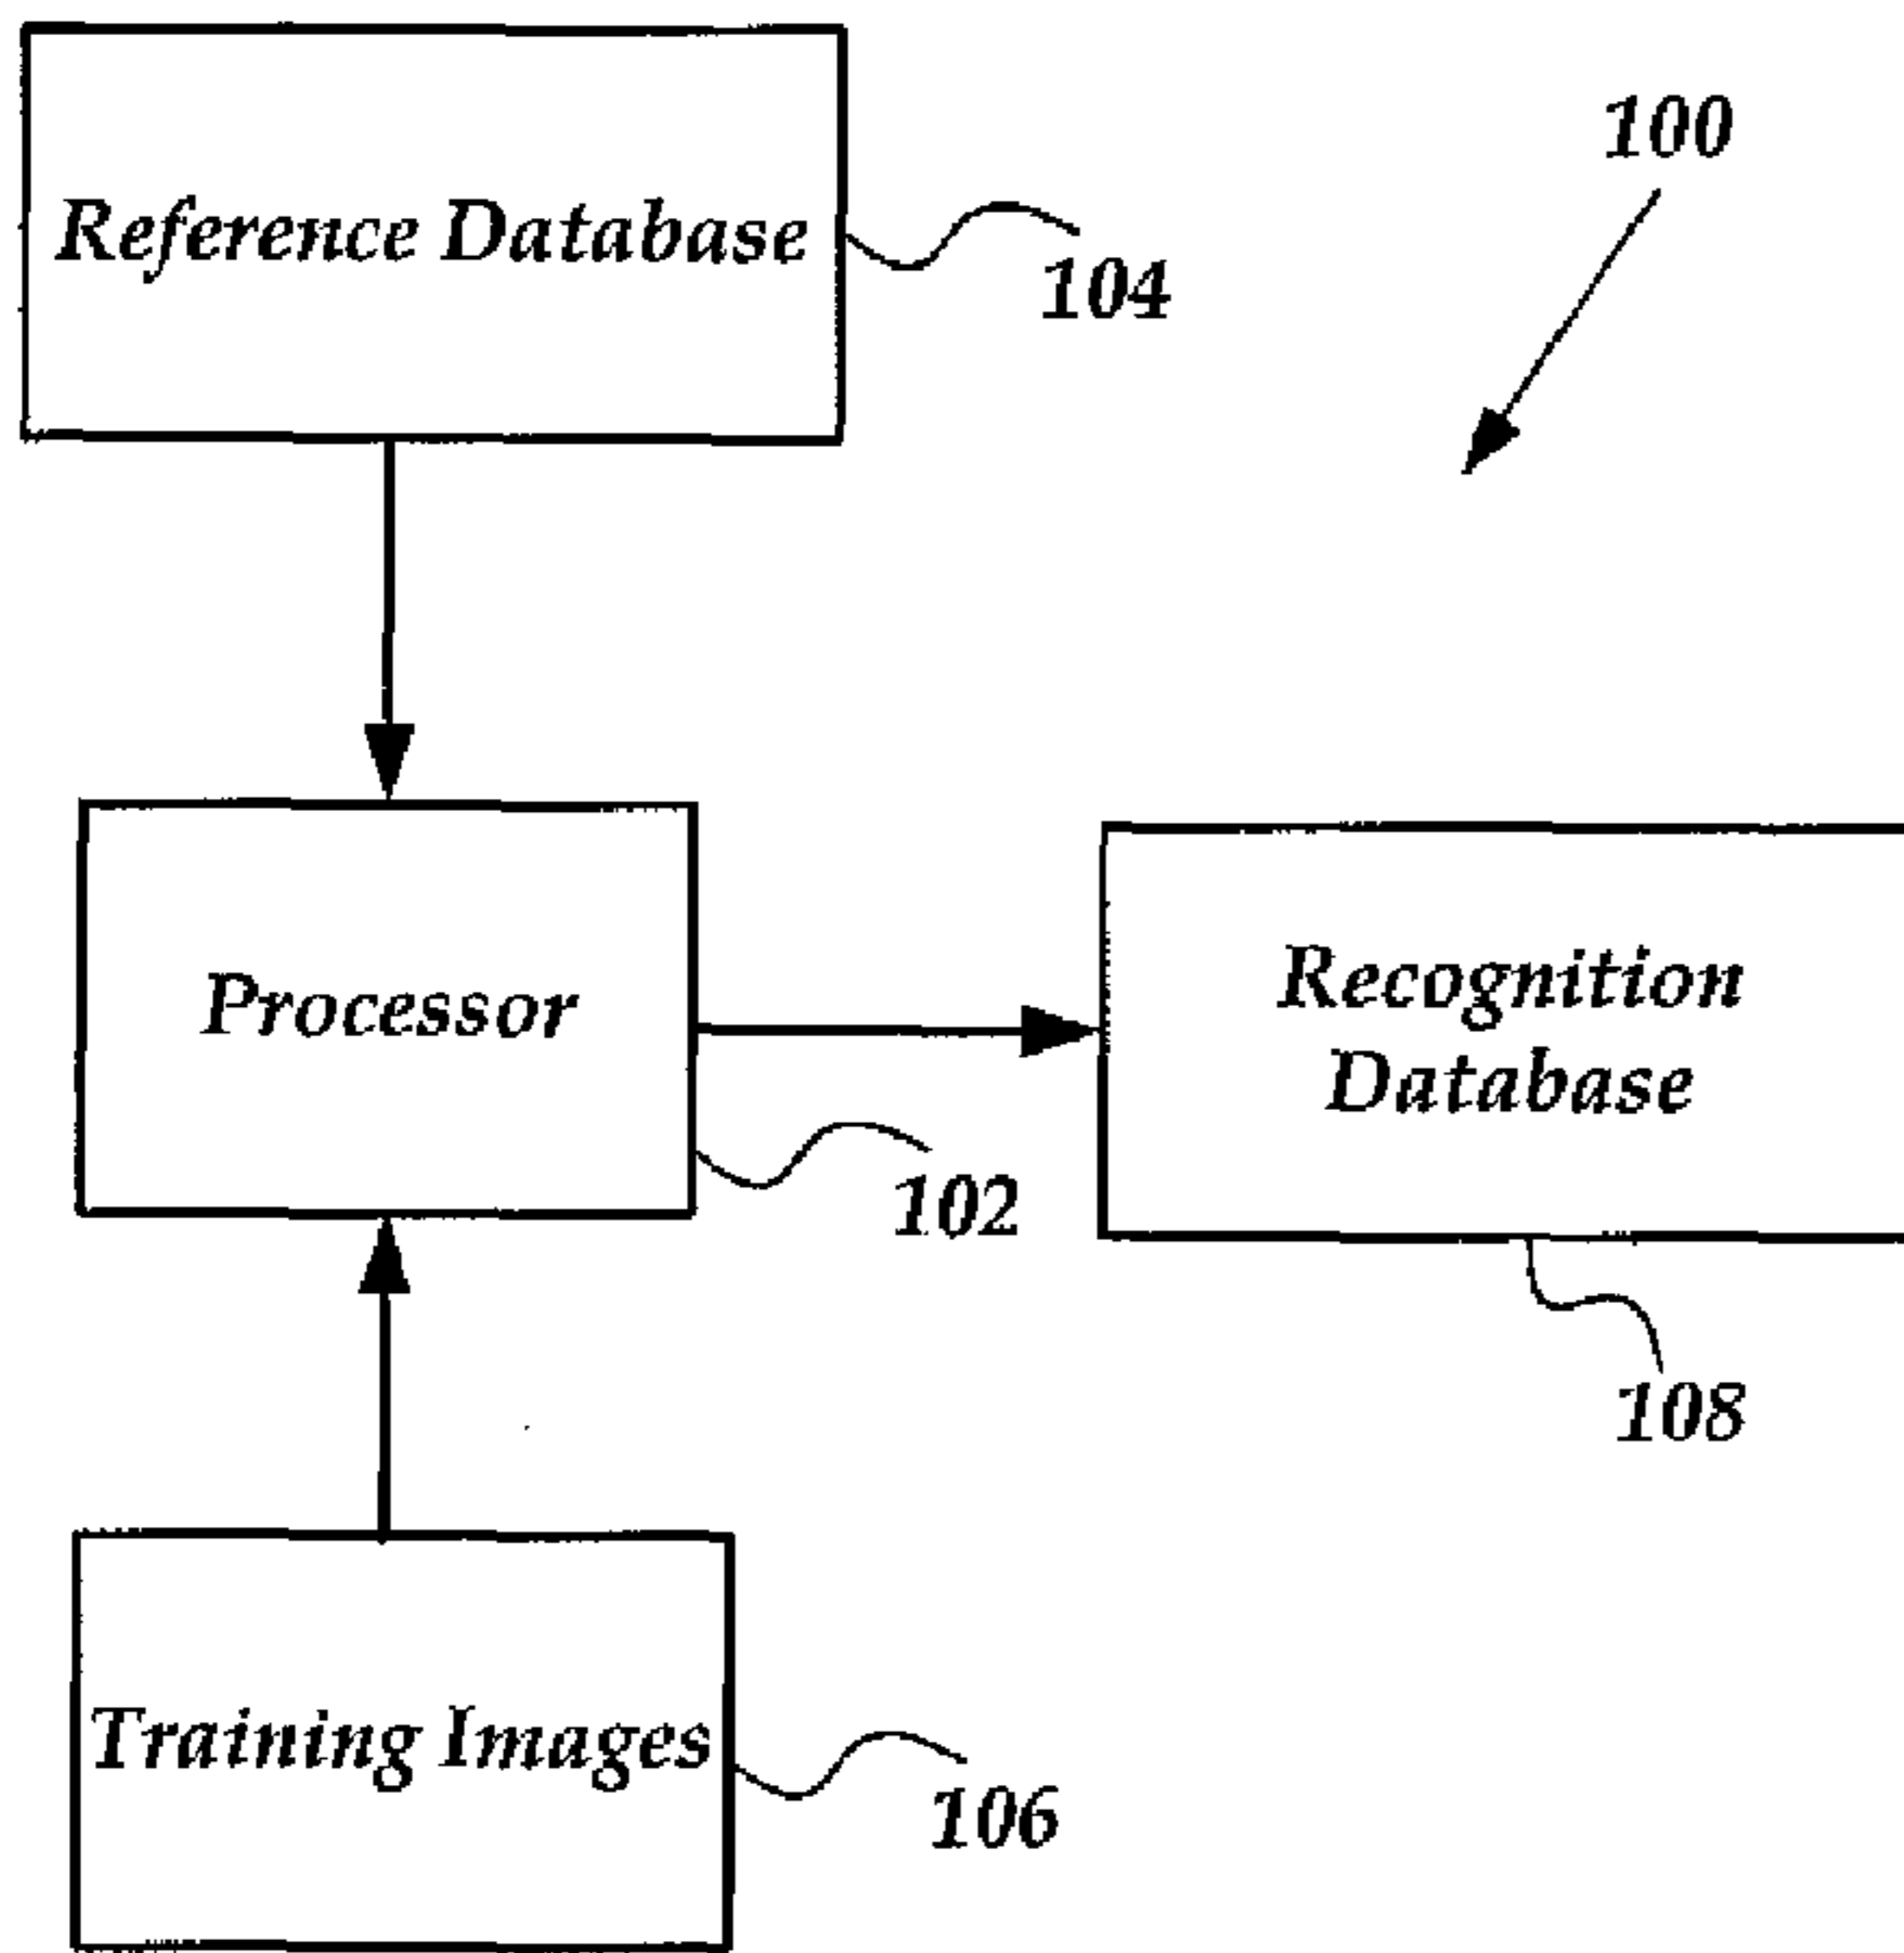 100
Reference Database
104
Processor
102
Recognition
Database
108
Training Images
106